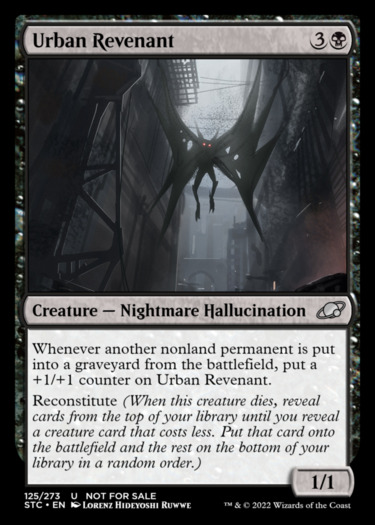 Urban Revenant 3
Creature — Nightmare Hallucination
Whenever another nonland permanent is put
into a graveyard from the battlefield, put a
+1/+1 counter on Urban Revenant.
Reconstitute (When this creature dies, reveal
cards from the top of your library until you reveal
a creature card that costs less. Put that card onto
the battlefield and the rest on the bottom of your
library in a random order.)
1/1
125/273 U NOT FOR SALE
STC • EN Lorenz Hideyoshi Ruwwe ™ & © 2022 Wizards of the Coast